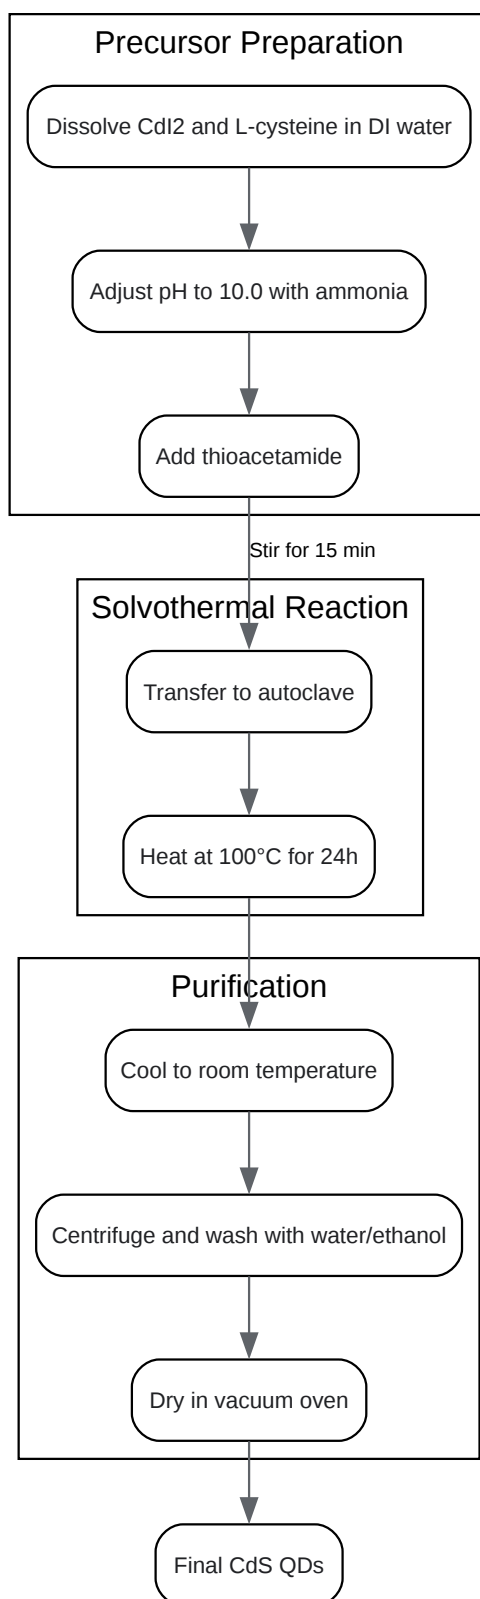 Precursor Preparation
Dissolve CdI2 and L-cysteine in DI water
Adjust pH to 10.0 with ammonia
Add thioacetamide
Stir for 15 min
Solvothermal Reaction
Transfer to autoclave
Heat at 100°C for 24h
Purification
Cool to room temperature
Centrifuge and wash with water/ethanol
Dry in vacuum oven
Final CdS QDs